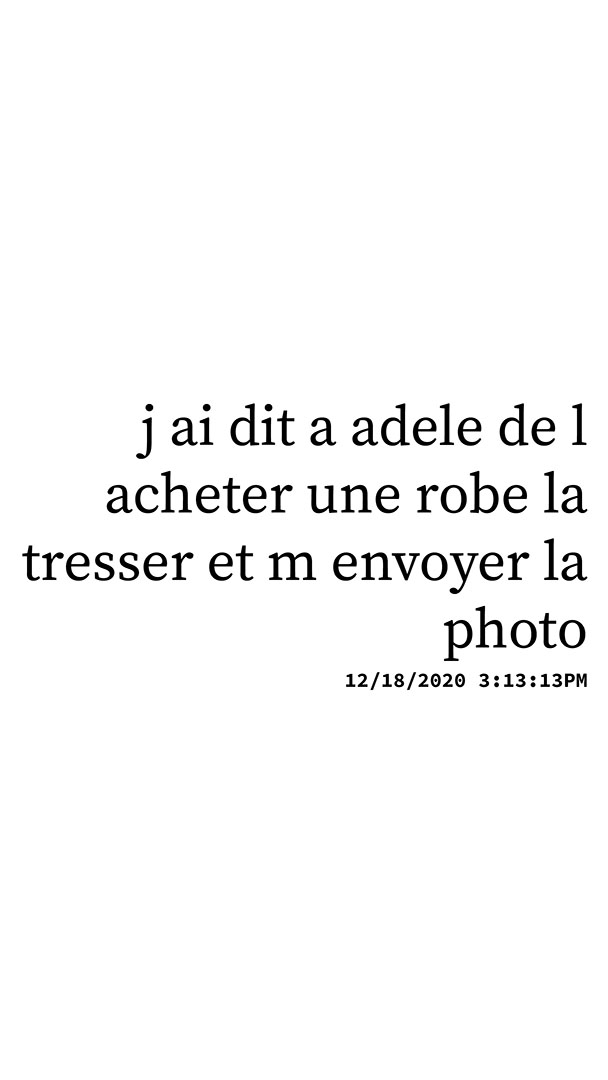 j ai dit a adele de l
acheter une robe la
tresser et m envoyer la
photo
12/18/2020 3:13:13PM